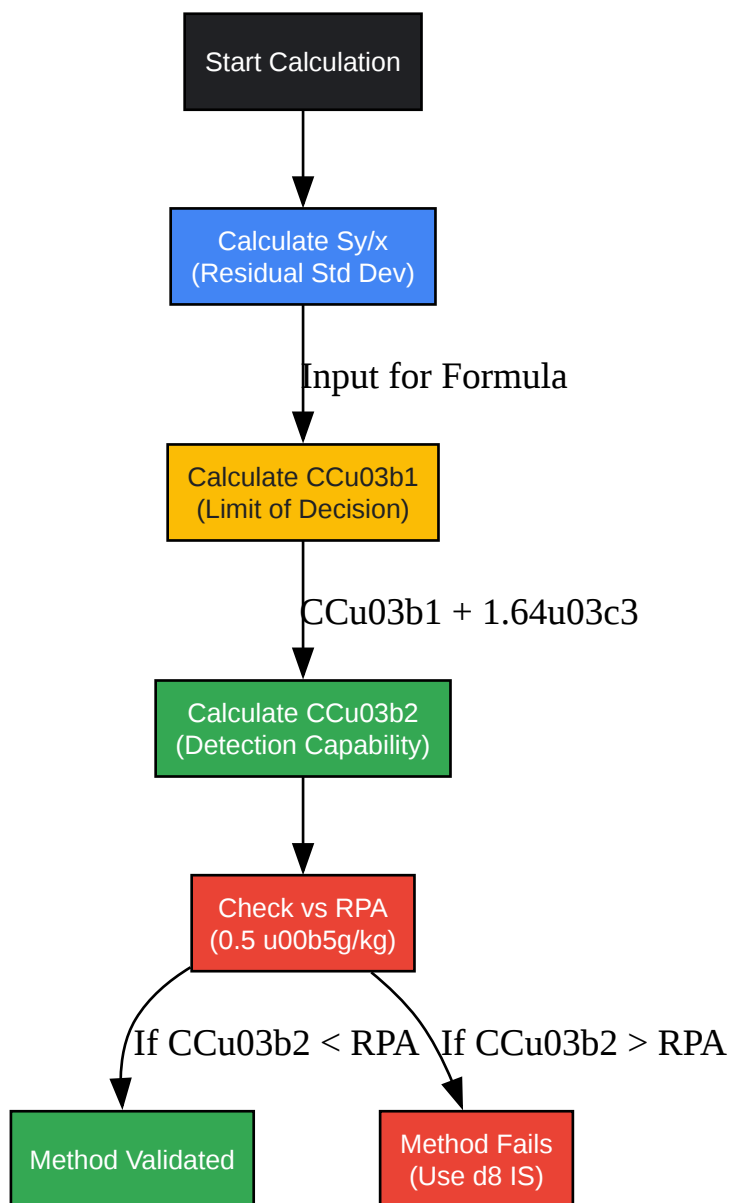 Start Calculation
Calculate Sy/x
(Residual Std Dev)
Input for Formula
Calculate CCu03b1
(Limit of Decision)
CCu03b1 + 1.64u03c3
Calculate CCu03b2
(Detection Capability)
Check vs RPA
(0.5 u00b5g/kg)
If CCu03b2 < RPA
If CCu03b2 > RPA
Method Validated
Method Fails
(Use d8 IS)